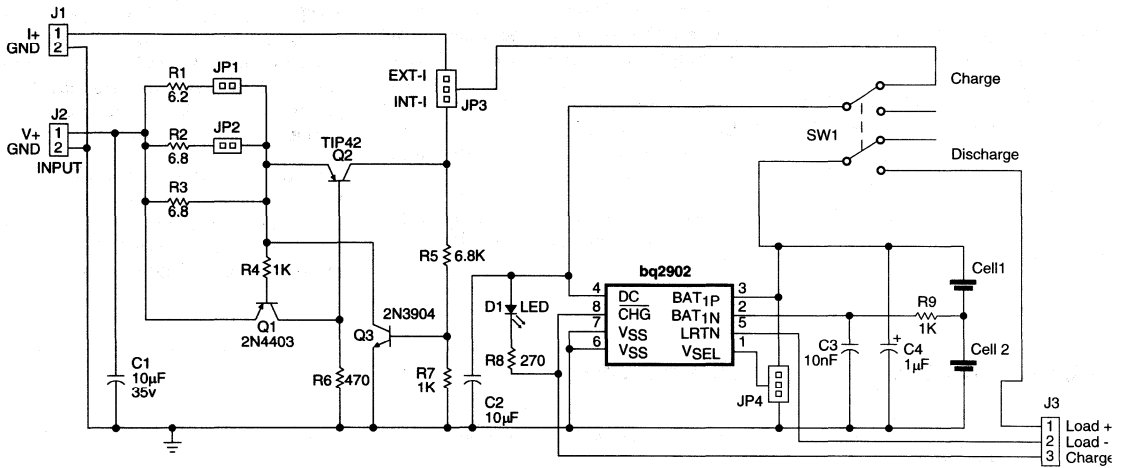 J1
I+ 1
GND 2
J2
V+ 1
GND 2
INPUT
R1
6.2
JP1
R2
6.8
JP2
R3
6.8
TIP42
Q2
EXT-I
INT-I
JP3
Charge
SW1
Discharge
R4 1K
Q1
2N4403
R5 6.8K
2N3904
Q3
C1
10μF
35v
R6 470
R7
1K
C2
10μF
D1 LED
R8 270
bq2902
4 DC
8 CHG
7 VSS
6 VSS
BAT1P 3
BAT1N 2
LRTN 5
VSEL 1
JP4
C3
10nF
+
C4
1μF
R9
1K
Cell1
Cell 2
J3
1 Load +
2 Load -
3 Charge